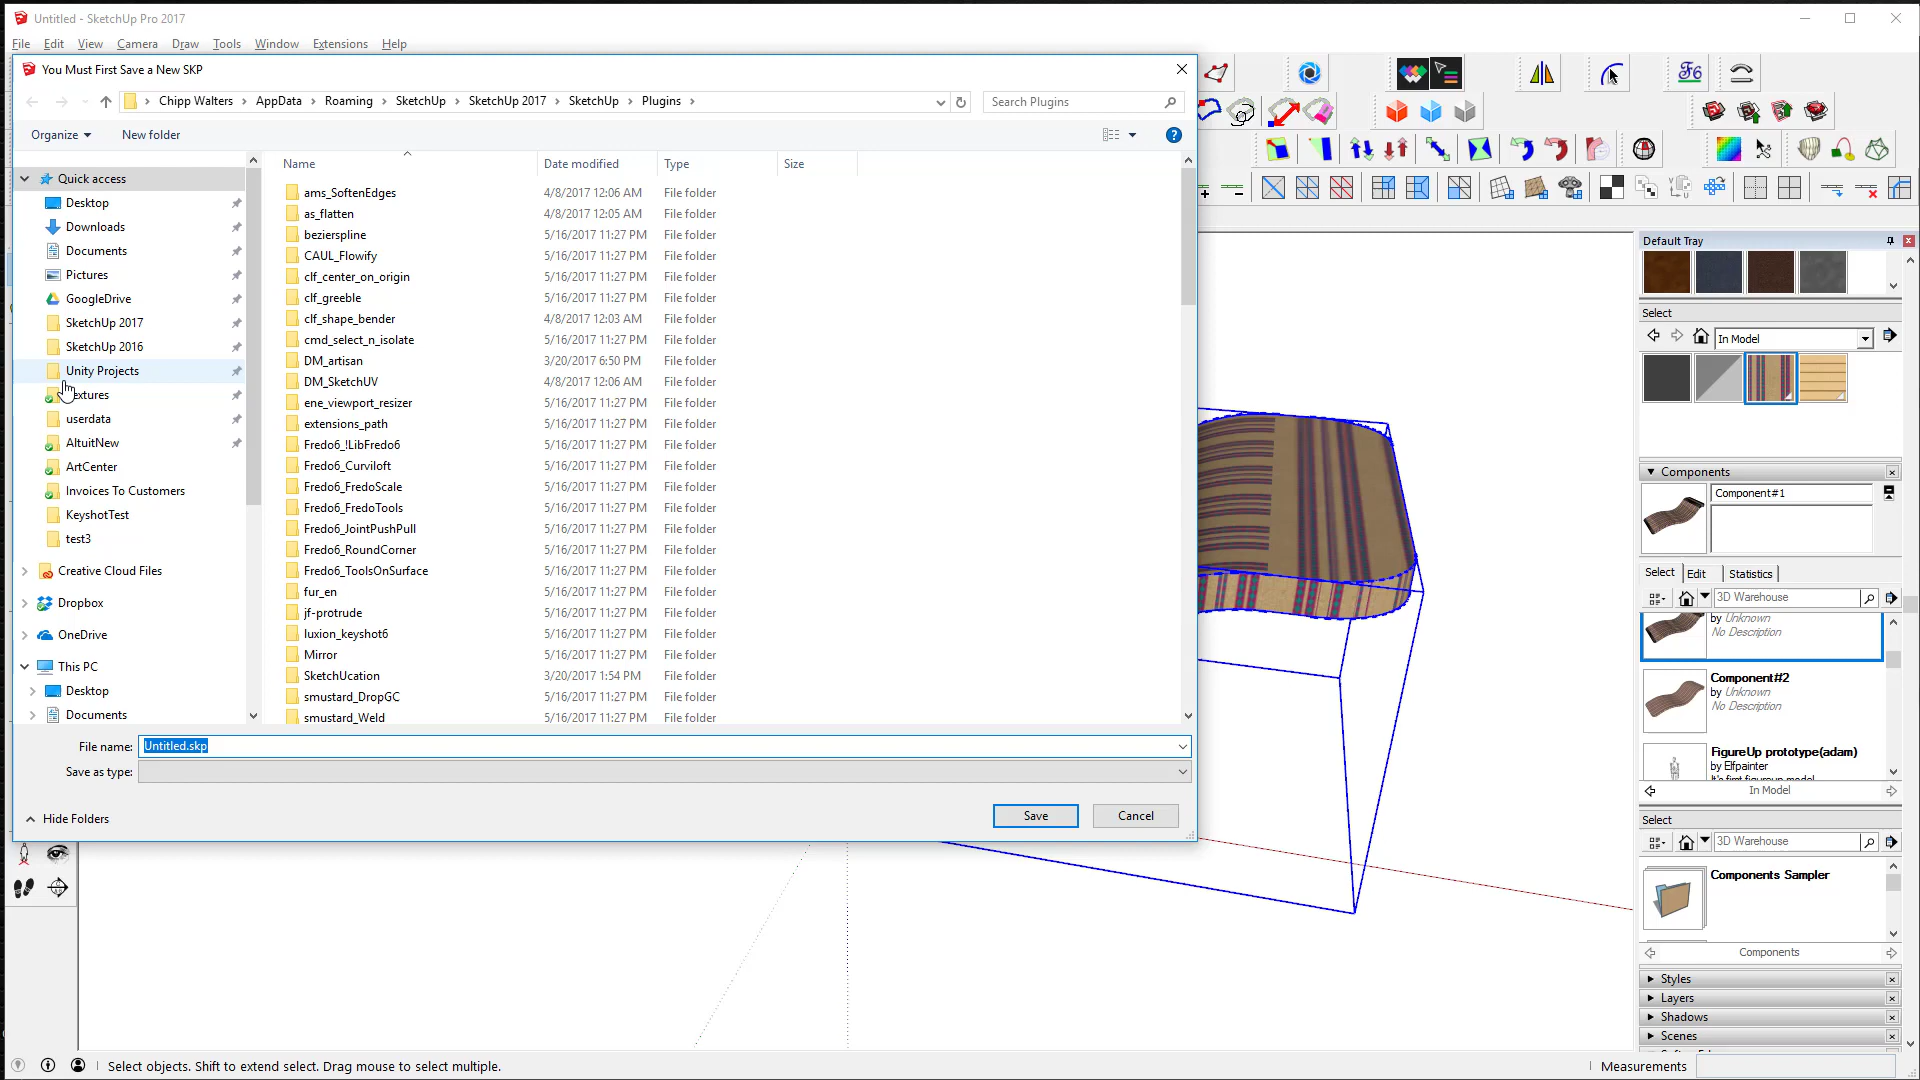 Untitled - SketchUp Pro 2017
File Edit View Camera Draw Tools Window Extensions Help
You Must First Save a New SKP
Chipp Walters AppData Roaming SketchUp SketchUp 2017 SketchUp Plugins
Search Plugins
Organize New folder
Name Date modified Type Size
Quick access
Desktop
Downloads
Documents
Pictures
GoogleDrive
SketchUp 2017
SketchUp 2016
Unity Projects
extures
userdata
AltuitNew
ArtCenter
Invoices To Customers
KeyshotTest
test3
Creative Cloud Files
Dropbox
OneDrive
This PC
Desktop
Documents
ams_SoftenEdges 4/8/2017 12:06 AM File folder
as_flatten 4/8/2017 12:05 AM File folder
bezierspline 5/16/2017 11:27 PM File folder
CAUL_Flowify 5/16/2017 11:27 PM File folder
clf_center_on_origin 5/16/2017 11:27 PM File folder
clf_greeble 5/16/2017 11:27 PM File folder
clf_shape_bender 4/8/2017 12:03 AM File folder
cmd_select_n_isolate 5/16/2017 11:27 PM File folder
DM_artisan 3/20/2017 6:50 PM File folder
DM_SketchUV 4/8/2017 12:06 AM File folder
ene_viewport_resizer 5/16/2017 11:27 PM File folder
extensions_path 5/16/2017 11:27 PM File folder
Fredo6_!LibFredo6 5/16/2017 11:27 PM File folder
Fredo6_Curviloft 5/16/2017 11:27 PM File folder
Fredo6_FredoScale 5/16/2017 11:27 PM File folder
Fredo6_FredoTools 5/16/2017 11:27 PM File folder
Fredo6_JointPushPull 5/16/2017 11:27 PM File folder
Fredo6_RoundCorner 5/16/2017 11:27 PM File folder
Fredo6_ToolsOnSurface 5/16/2017 11:27 PM File folder
fur_en 5/16/2017 11:27 PM File folder
jf-protrude 5/16/2017 11:27 PM File folder
luxion_keyshot6 5/16/2017 11:27 PM File folder
Mirror 5/16/2017 11:27 PM File folder
SketchUcation 3/20/2017 1:54 PM File folder
smustard_DropGC 5/16/2017 11:27 PM File folder
smustard_Weld 5/16/2017 11:27 PM File folder
File name: Untitled.skp
Save as type:
Hide Folders
Save Cancel
F6
Default Tray
Select
In Model
Components
Component#1
Select Edit Statistics
3D Warehouse
by Unknown
No Description
Component#2
by Unknown
No Description
FigureUp prototype(adam)
by Elfpainter
It's first figureup model
In Model
Select
3D Warehouse
Components Sampler
Components
Styles
Layers
Shadows
Scenes
Select objects. Shift to extend select. Drag mouse to select multiple.
Measurements